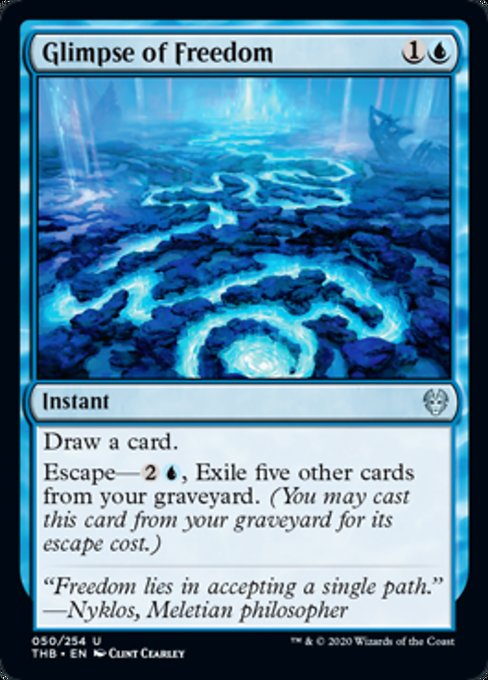 Glimpse of Freedom 1
Instant
Draw a card.
Escape—2, Exile five other cards
from your graveyard. (You may cast
this card from your graveyard for its
escape cost.)
“Freedom lies in accepting a single path.”
—Nyklos, Meletian philosopher
050/254 U
THB • EN Clint Cearley
™ & © 2020 Wizards of the Coast